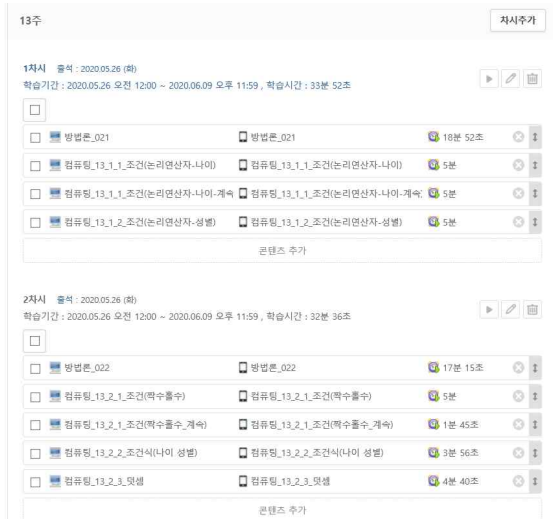 13주
차시추가
1차시 출석 : 2020.05.26 (화)
학습기간 : 2020.05.26 오전 12:00 ~ 2020.06.09 오후 11:59 , 학습시간 : 33분 52초
방법론_021 방법론_021 18분 52초
컴퓨팅_13_1_1_조건(논리연산자-나이) 컴퓨팅_13_1_1_조건(논리연산자-나이) 5분
컴퓨팅_13_1_1_조건(논리연산자-나이-계속 컴퓨팅_13_1_1_조건(논리연산자-나이-계속) 5분
컴퓨팅_13_1_2_조건(논리연산자-성별) 컴퓨팅_13_1_2_조건(논리연산자-성별) 5분
콘텐츠 추가
2차시 출석 : 2020.05.26 (화)
학습기간 : 2020.05.26 오전 12:00 ~ 2020.06.09 오후 11:59 , 학습시간 : 32분 36초
방법론_022 방법론_022 17분 15초
컴퓨팅_13_2_1_조건(짝수홀수) 컴퓨팅_13_2_1_조건(짝수홀수) 5분
컴퓨팅_13_2_1_조건(짝수홀수_계속) 컴퓨팅_13_2_1_조건(짝수홀수_계속) 1분 45초
컴퓨팅_13_2_2_조건식(나이 성별) 컴퓨팅_13_2_2_조건식(나이 성별) 3분 56초
컴퓨팅_13_2_3_덧셈 컴퓨팅_13_2_3_덧셈 4분 40초
콘텐츠 추가